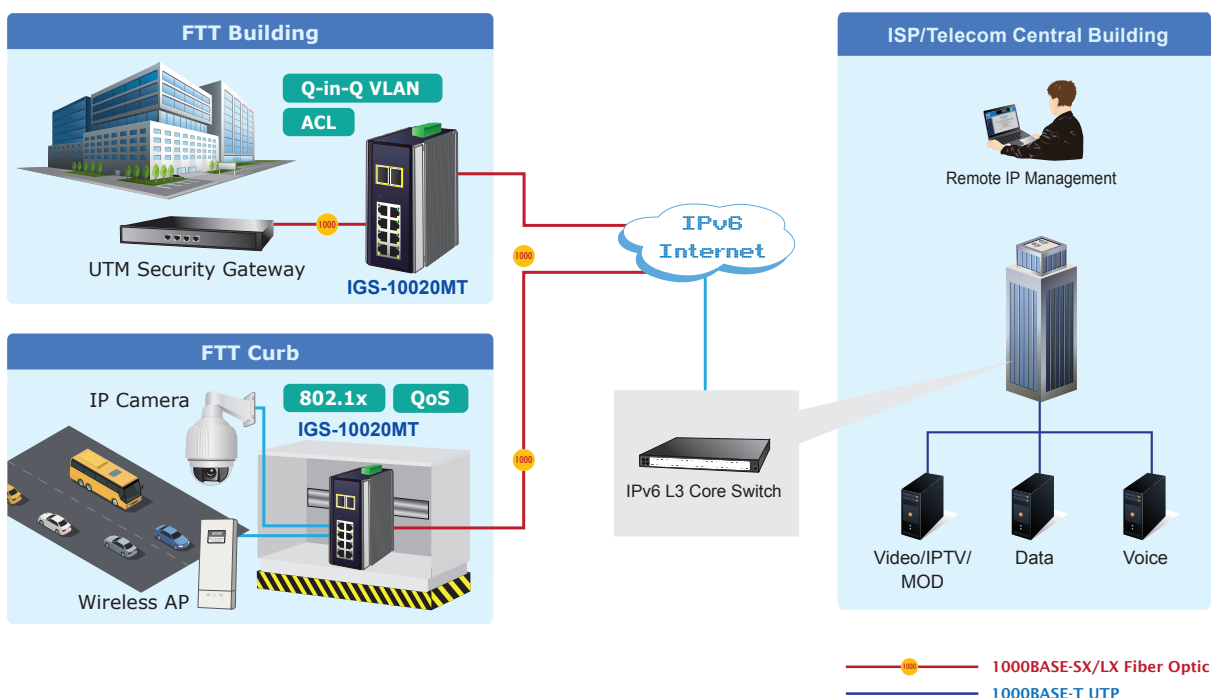 FTT Building
Q-in-Q VLAN
ACL
1000
UTM Security Gateway
IGS-10020MT
1000
IPv6
Internet
FTT Curb
IP Camera
802.1x
QoS
IGS-10020MT
1000
Wireless AP
IPv6 L3 Core Switch
ISP/Telecom Central Building
Remote IP Management
Video/IPTV/
MOD
Data
Voice
1000
1000BASE-SX/LX Fiber Optic
1000BASE-T UTP